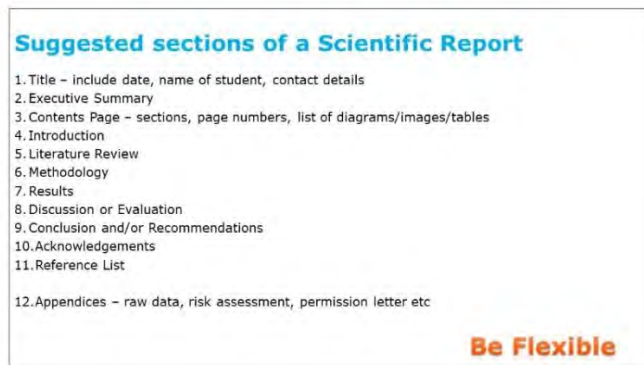 Suggested sections of a Scientific Report
1. Title – include date, name of student, contact details
2. Executive Summary
3. Contents Page – sections, page numbers, list of diagrams/images/tables
4. Introduction
5. Literature Review
6. Methodology
7. Results
8. Discussion or Evaluation
9. Conclusion and/or Recommendations
10. Acknowledgements
11. Reference List
12. Appendices – raw data, risk assessment, permission letter etc
Be Flexible